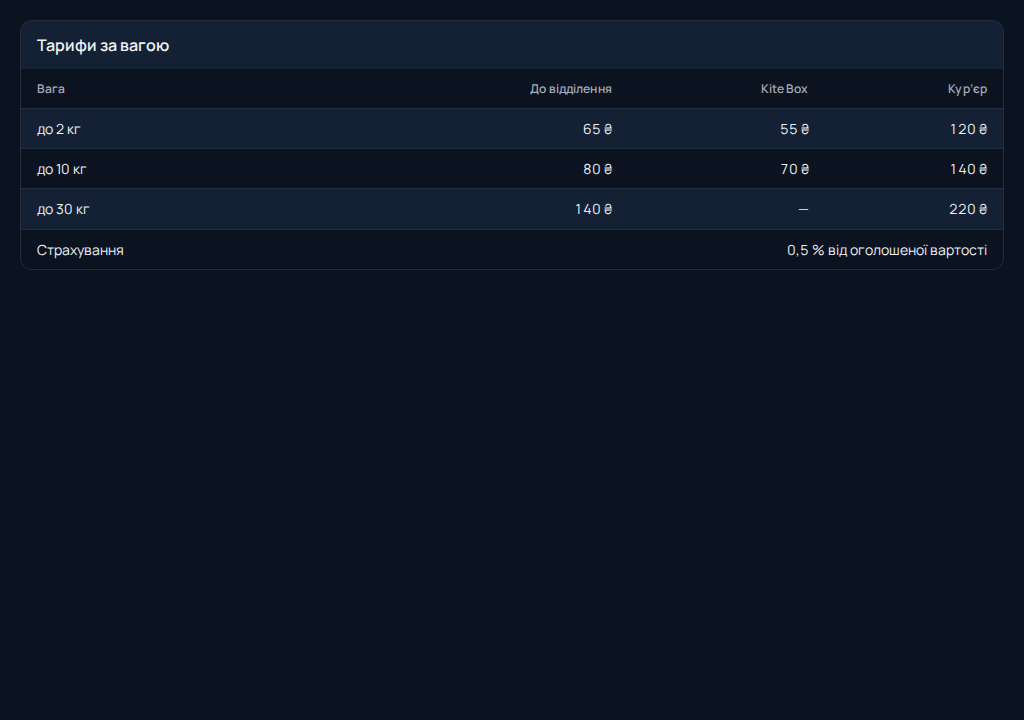 Тарифи за вагою
Вага До відділення Kite Box Кур'єр
до 2 кг 65 ₴ 55 ₴ 120 ₴
до 10 кг 80 ₴ 70 ₴ 140 ₴
до 30 кг 140 ₴ — 220 ₴
Страхування 0,5 % від оголошеної вартості